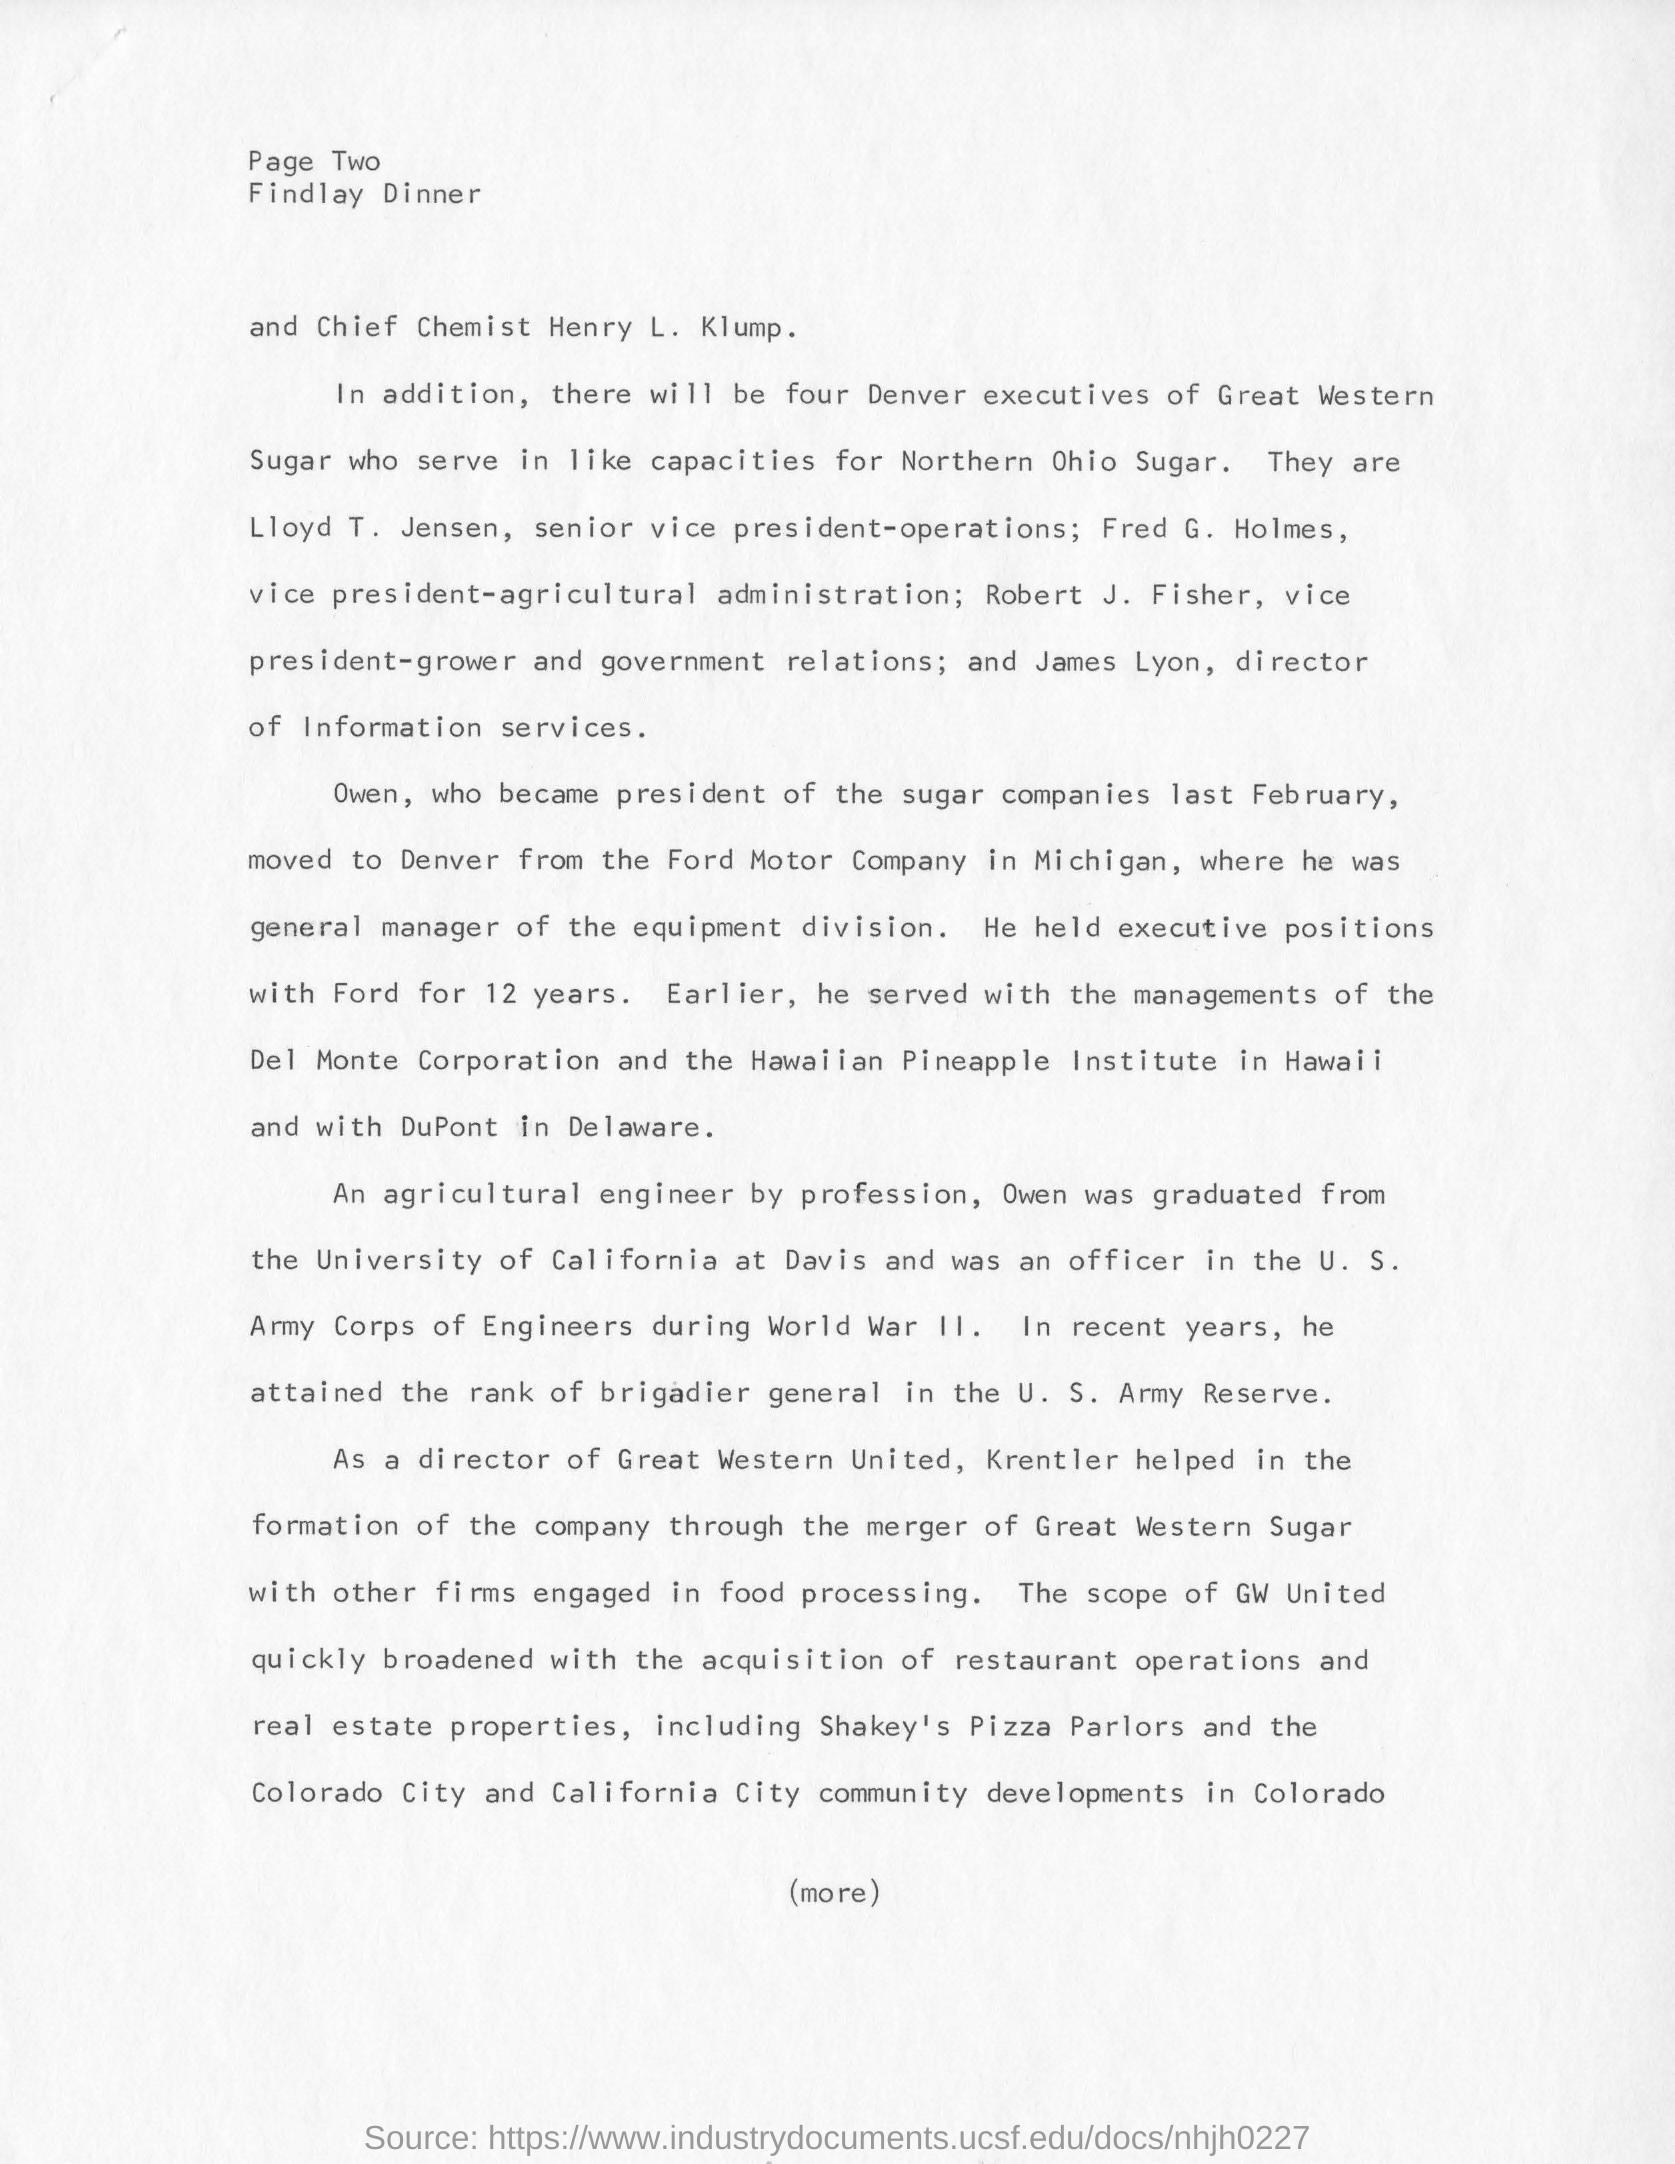 Page Two
Findlay Dinner
and Chief Chemist Henry L. Klump.
In addition, there will be four Denver executives of Great Western
Sugar who serve in like capacities for Northern Ohio Sugar. They are
Lloyd T. Jensen, senior vice president-operations; Fred G. Holmes,
vice president-agricultural administration; Robert J. Fisher, vice
president-grower and government relations; and James Lyon, director
of Information services.
Owen, who became president of the sugar companies last February,
moved to Denver from the Ford Motor Company in Michigan, where he was
general manager of the equipment division. He held executive positions
with Ford for 12 years. Earlier, he served with the managements of the
Del Monte Corporation and the Hawaiian Pineapple Institute in Hawaii
and with DuPont in Delaware.
An agricultural engineer by profession, Owen was graduated from
the University of California at Davis and was an officer in the U. S.
Army Corps of Engineers during World War II. In recent years, he
attained the rank of brigadier general in the U. S. Army Reserve.
As a director of Great Western United, Krentler helped in the
formation of the company through the merger of Great Western Sugar
with other firms engaged in food processing. The scope of GW United
quickly broadened with the acquisition of restaurant operations and
real estate properties, including Shakey's Pizza Parlors and the
Colorado City and California City community developments in Colorado
(more)
Source: https://www.industrydocuments.ucsf.edu/docs/nhjh0227